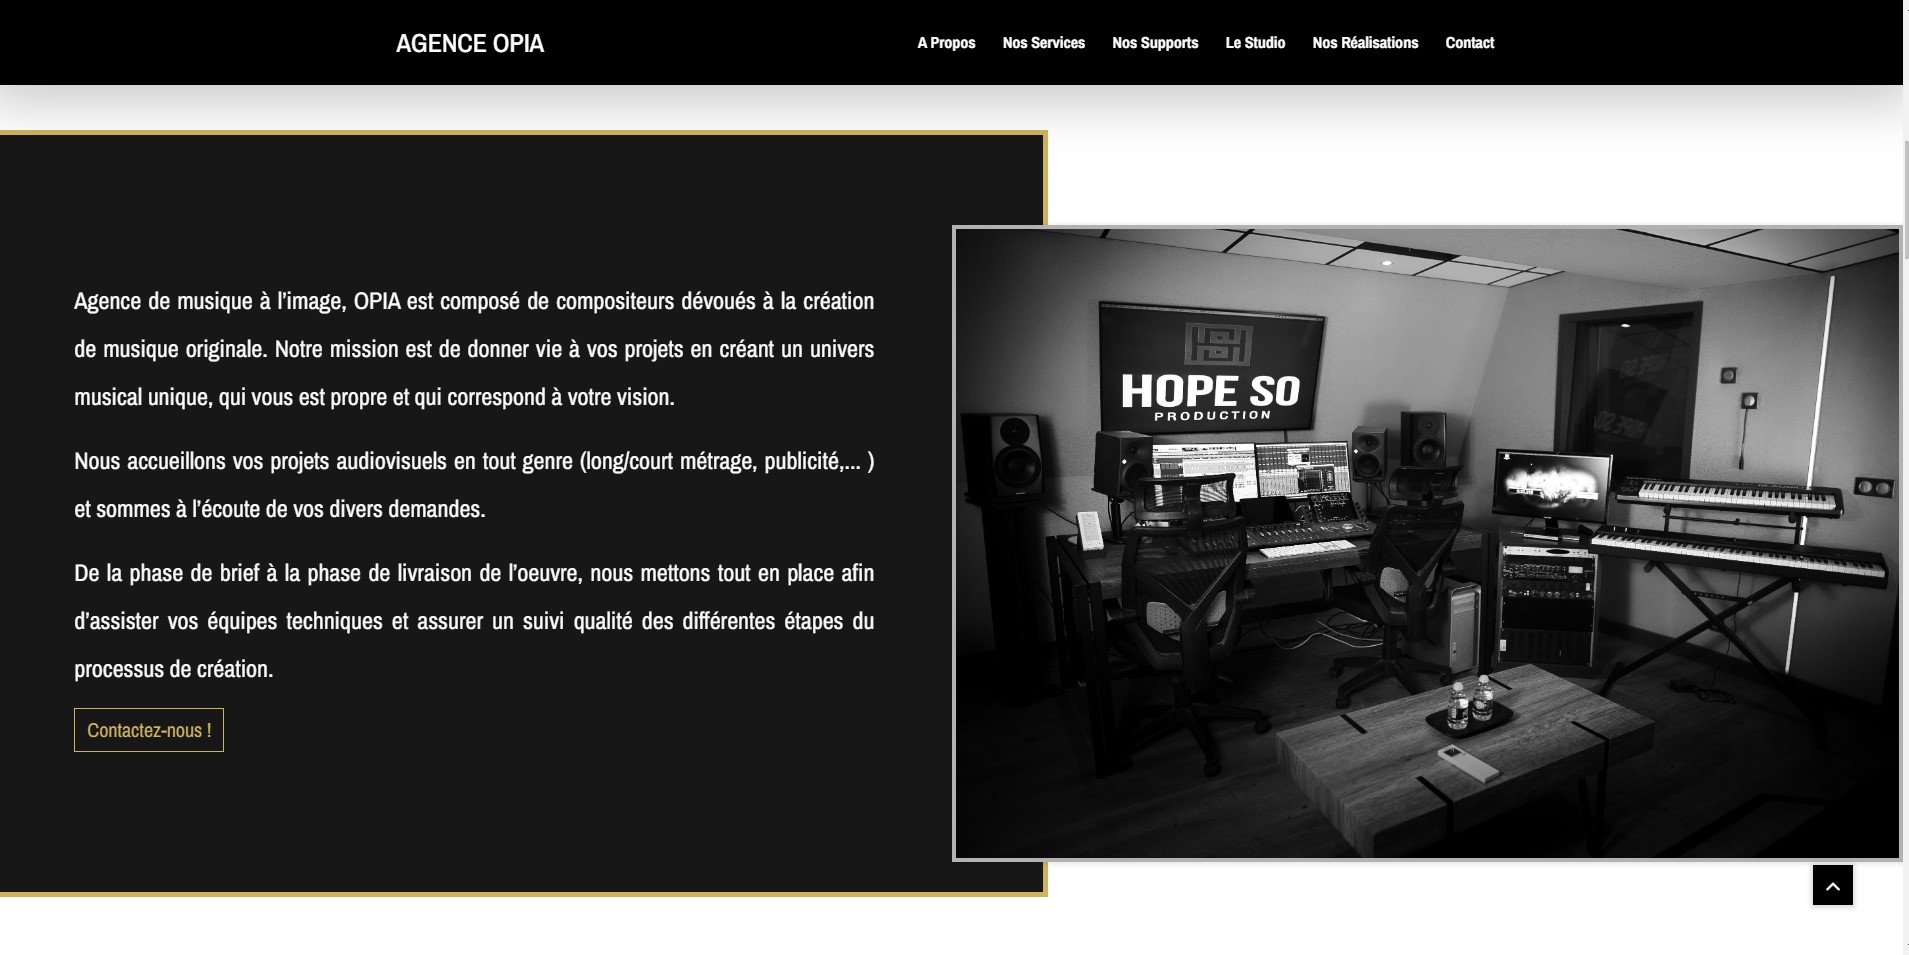 AGENCE OPIA
A Propos
Nos Services
Nos Supports
Le Studio
Nos Réalisations
Contact
Agence de musique à l’image, OPIA est composé de compositeurs dévoués à la création
de musique originale. Notre mission est de donner vie à vos projets en créant un univers
musical unique, qui vous est propre et qui correspond à votre vision.
Nous accueillons vos projets audiovisuels en tout genre (long/court métrage, publicité,... )
et sommes à l’écoute de vos divers demandes.
De la phase de brief à la phase de livraison de l’oeuvre, nous mettons tout en place afin
d’assister vos équipes techniques et assurer un suivi qualité des différentes étapes du
processus de création.
Contactez-nous !
HOPE SO
PRODUCTION